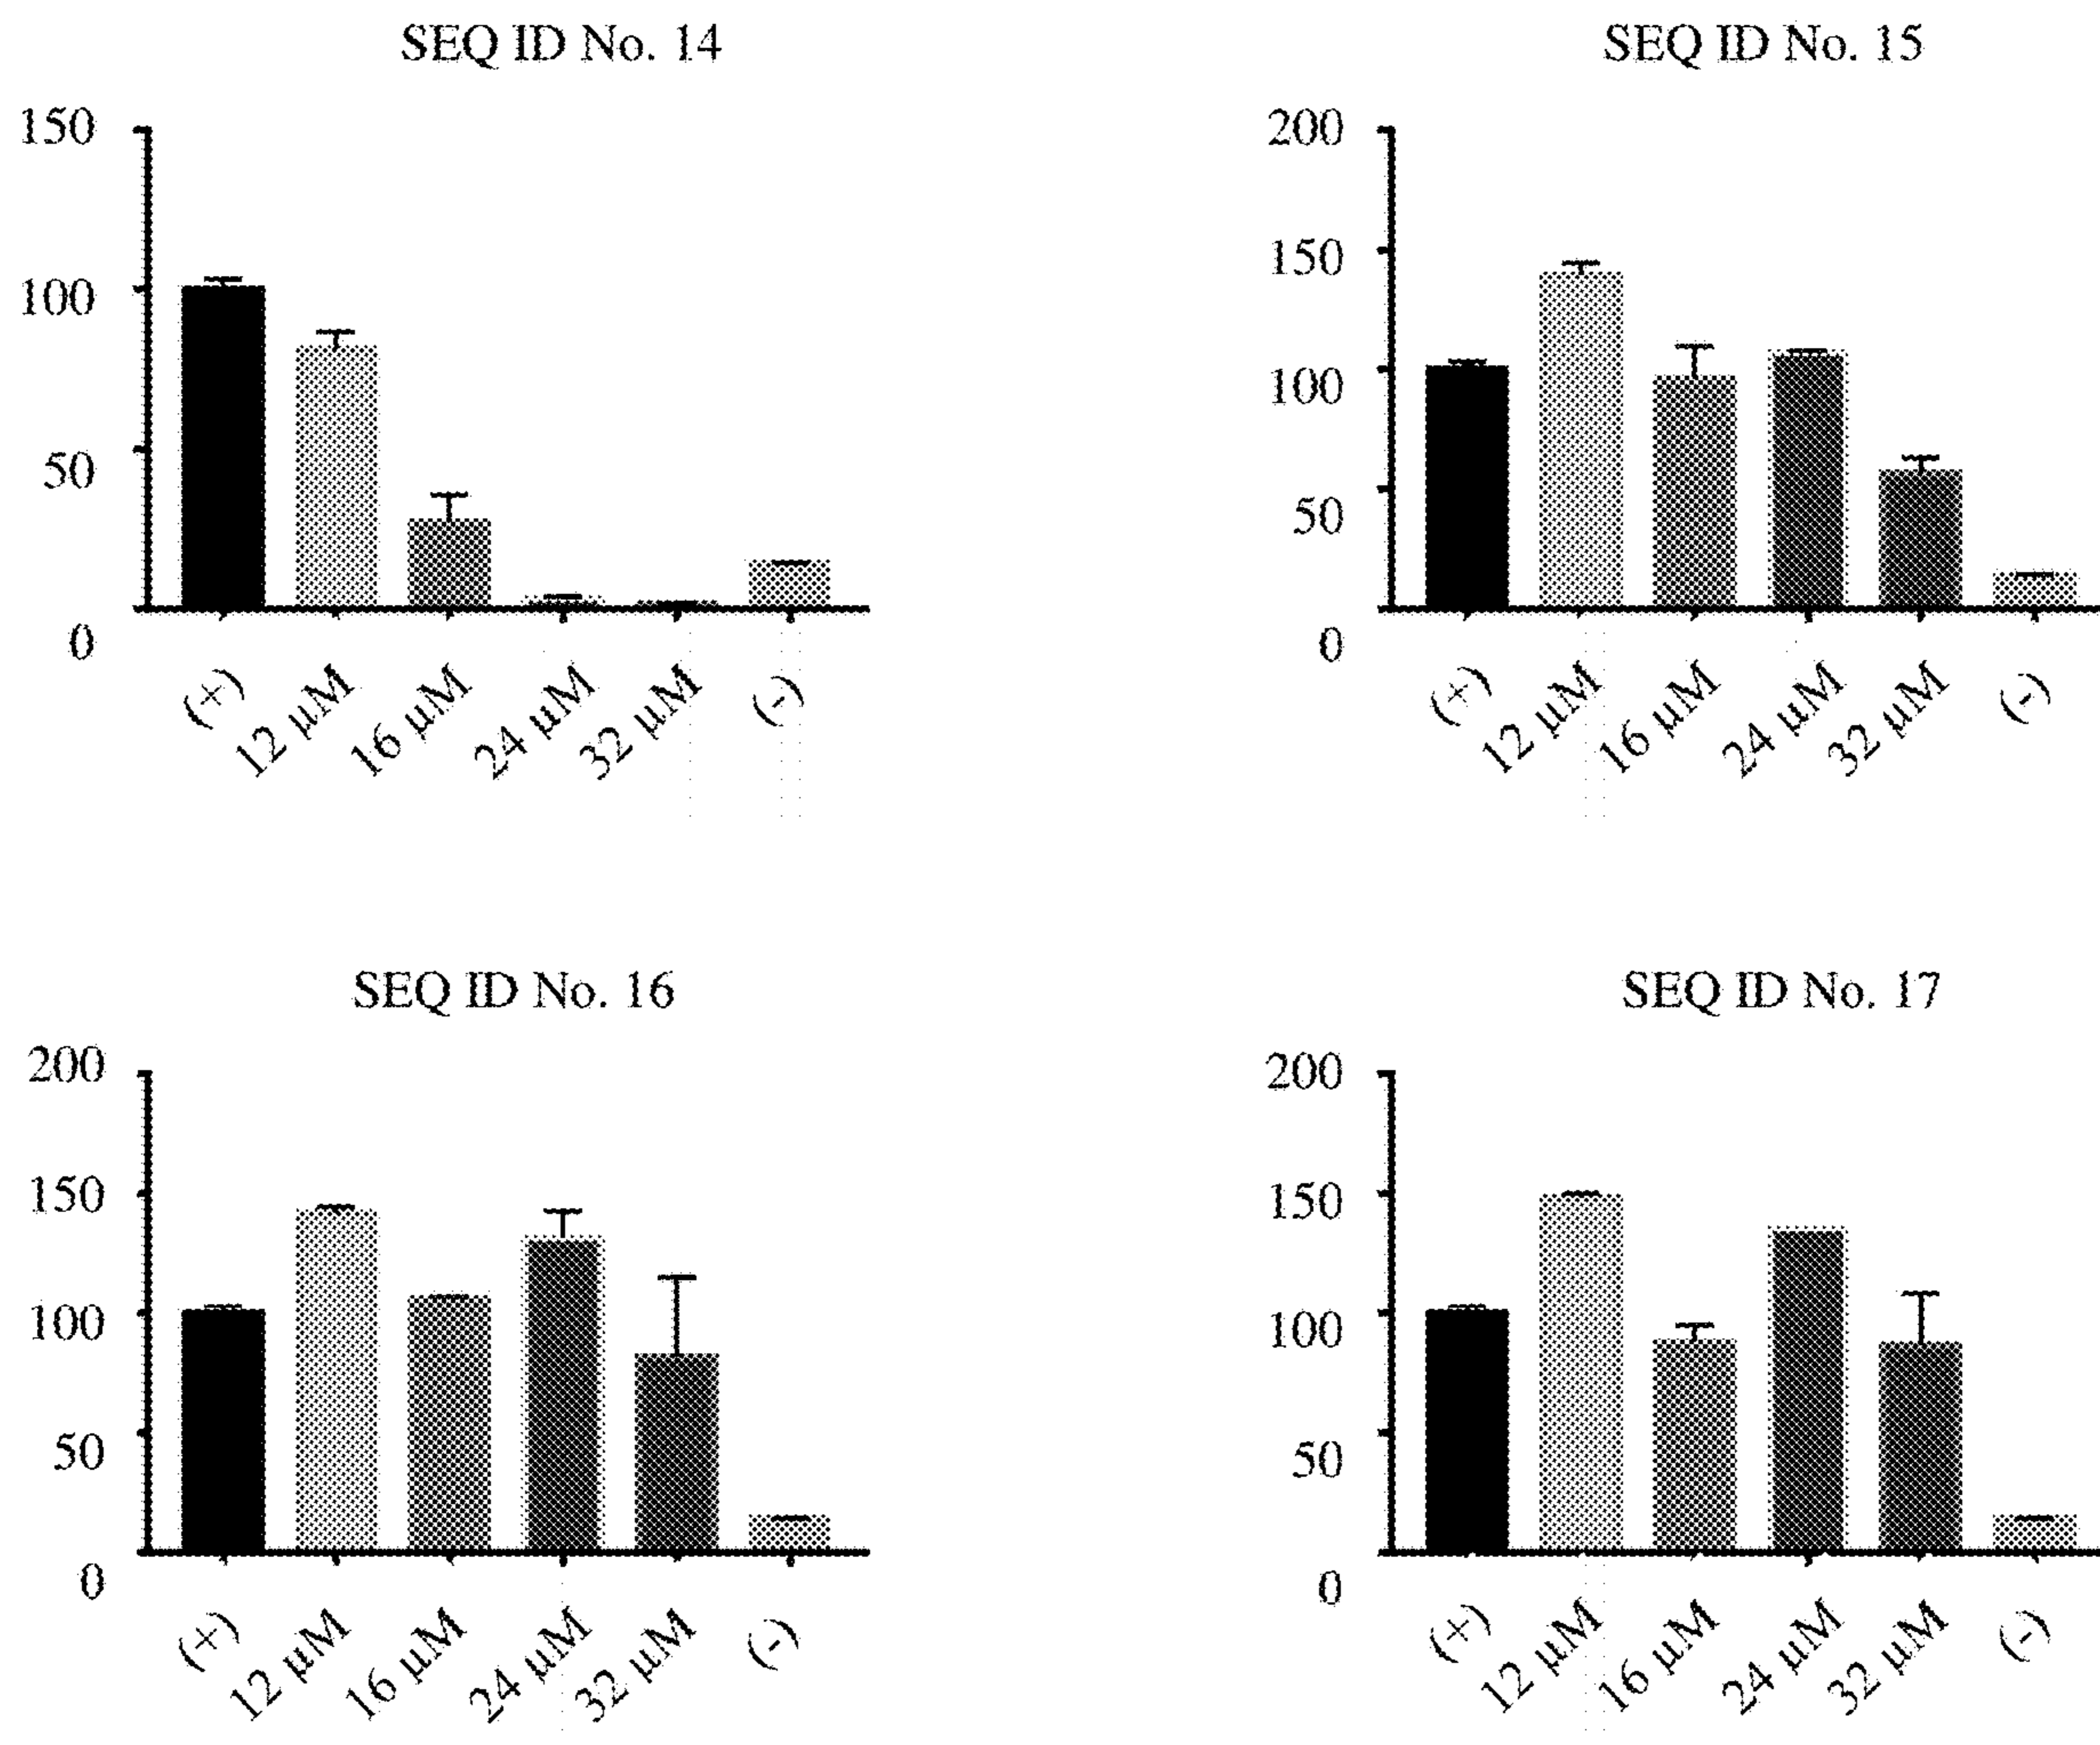 SEQ ID No. 14
150
100
50
0
(+)
12 µM
16 µM
24 µM
32 µM
(-)
SEQ ID No. 15
200
150
100
50
0
(+)
12 µM
16 µM
24 µM
32 µM
(-)
SEQ ID No. 16
200
150
100
50
0
(+)
12 µM
16 µM
24 µM
32 µM
(-)
SEQ ID No. 17
200
150
100
50
0
(+)
12 µM
16 µM
24 µM
32 µM
(-)